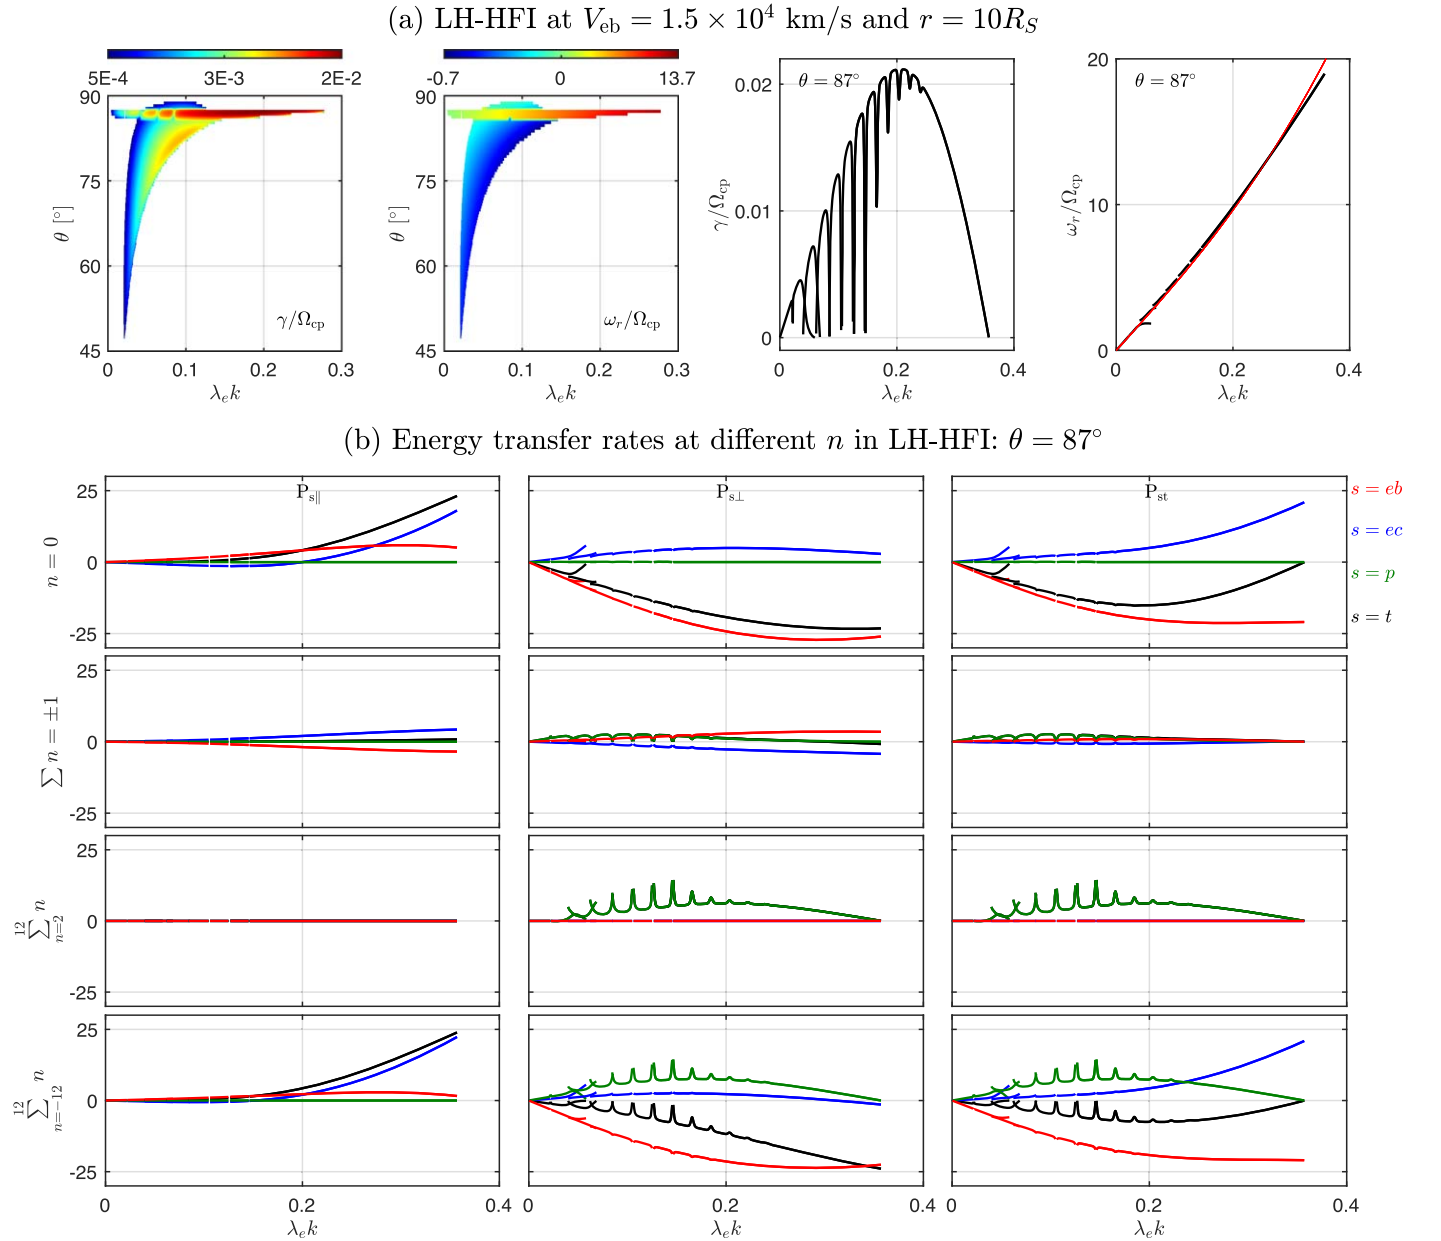 (a) LH-HFI at V_eb = 1.5 × 10⁴ km/s and r = 10R_S
5E-4 3E-3 2E-2
-0.7 0 13.7
90
75
60
45
θ [°]
γ/Ω_cp
0 0.1 0.2 0.3
λ_e k
90
75
60
45
θ [°]
ω_r/Ω_cp
0 0.1 0.2 0.3
λ_e k
θ = 87°
0.02
0.01
0
γ/Ω_cp
0 0.2 0.4
λ_e k
θ = 87°
20
10
0
ω_r/Ω_cp
0 0.2 0.4
λ_e k
(b) Energy transfer rates at different n in LH-HFI: θ = 87°
P_s∥
P_s⊥
P_st
s = eb
s = ec
s = p
s = t
n = 0
25
0
-25
∑ n = ±1
25
0
-25
∑_{n=2}^{12} n
25
0
-25
∑_{n=−12}^{12} n
25
0
-25
0 0.2 0.4
λ_e k
0 0.2 0.4
λ_e k
0 0.2 0.4
λ_e k